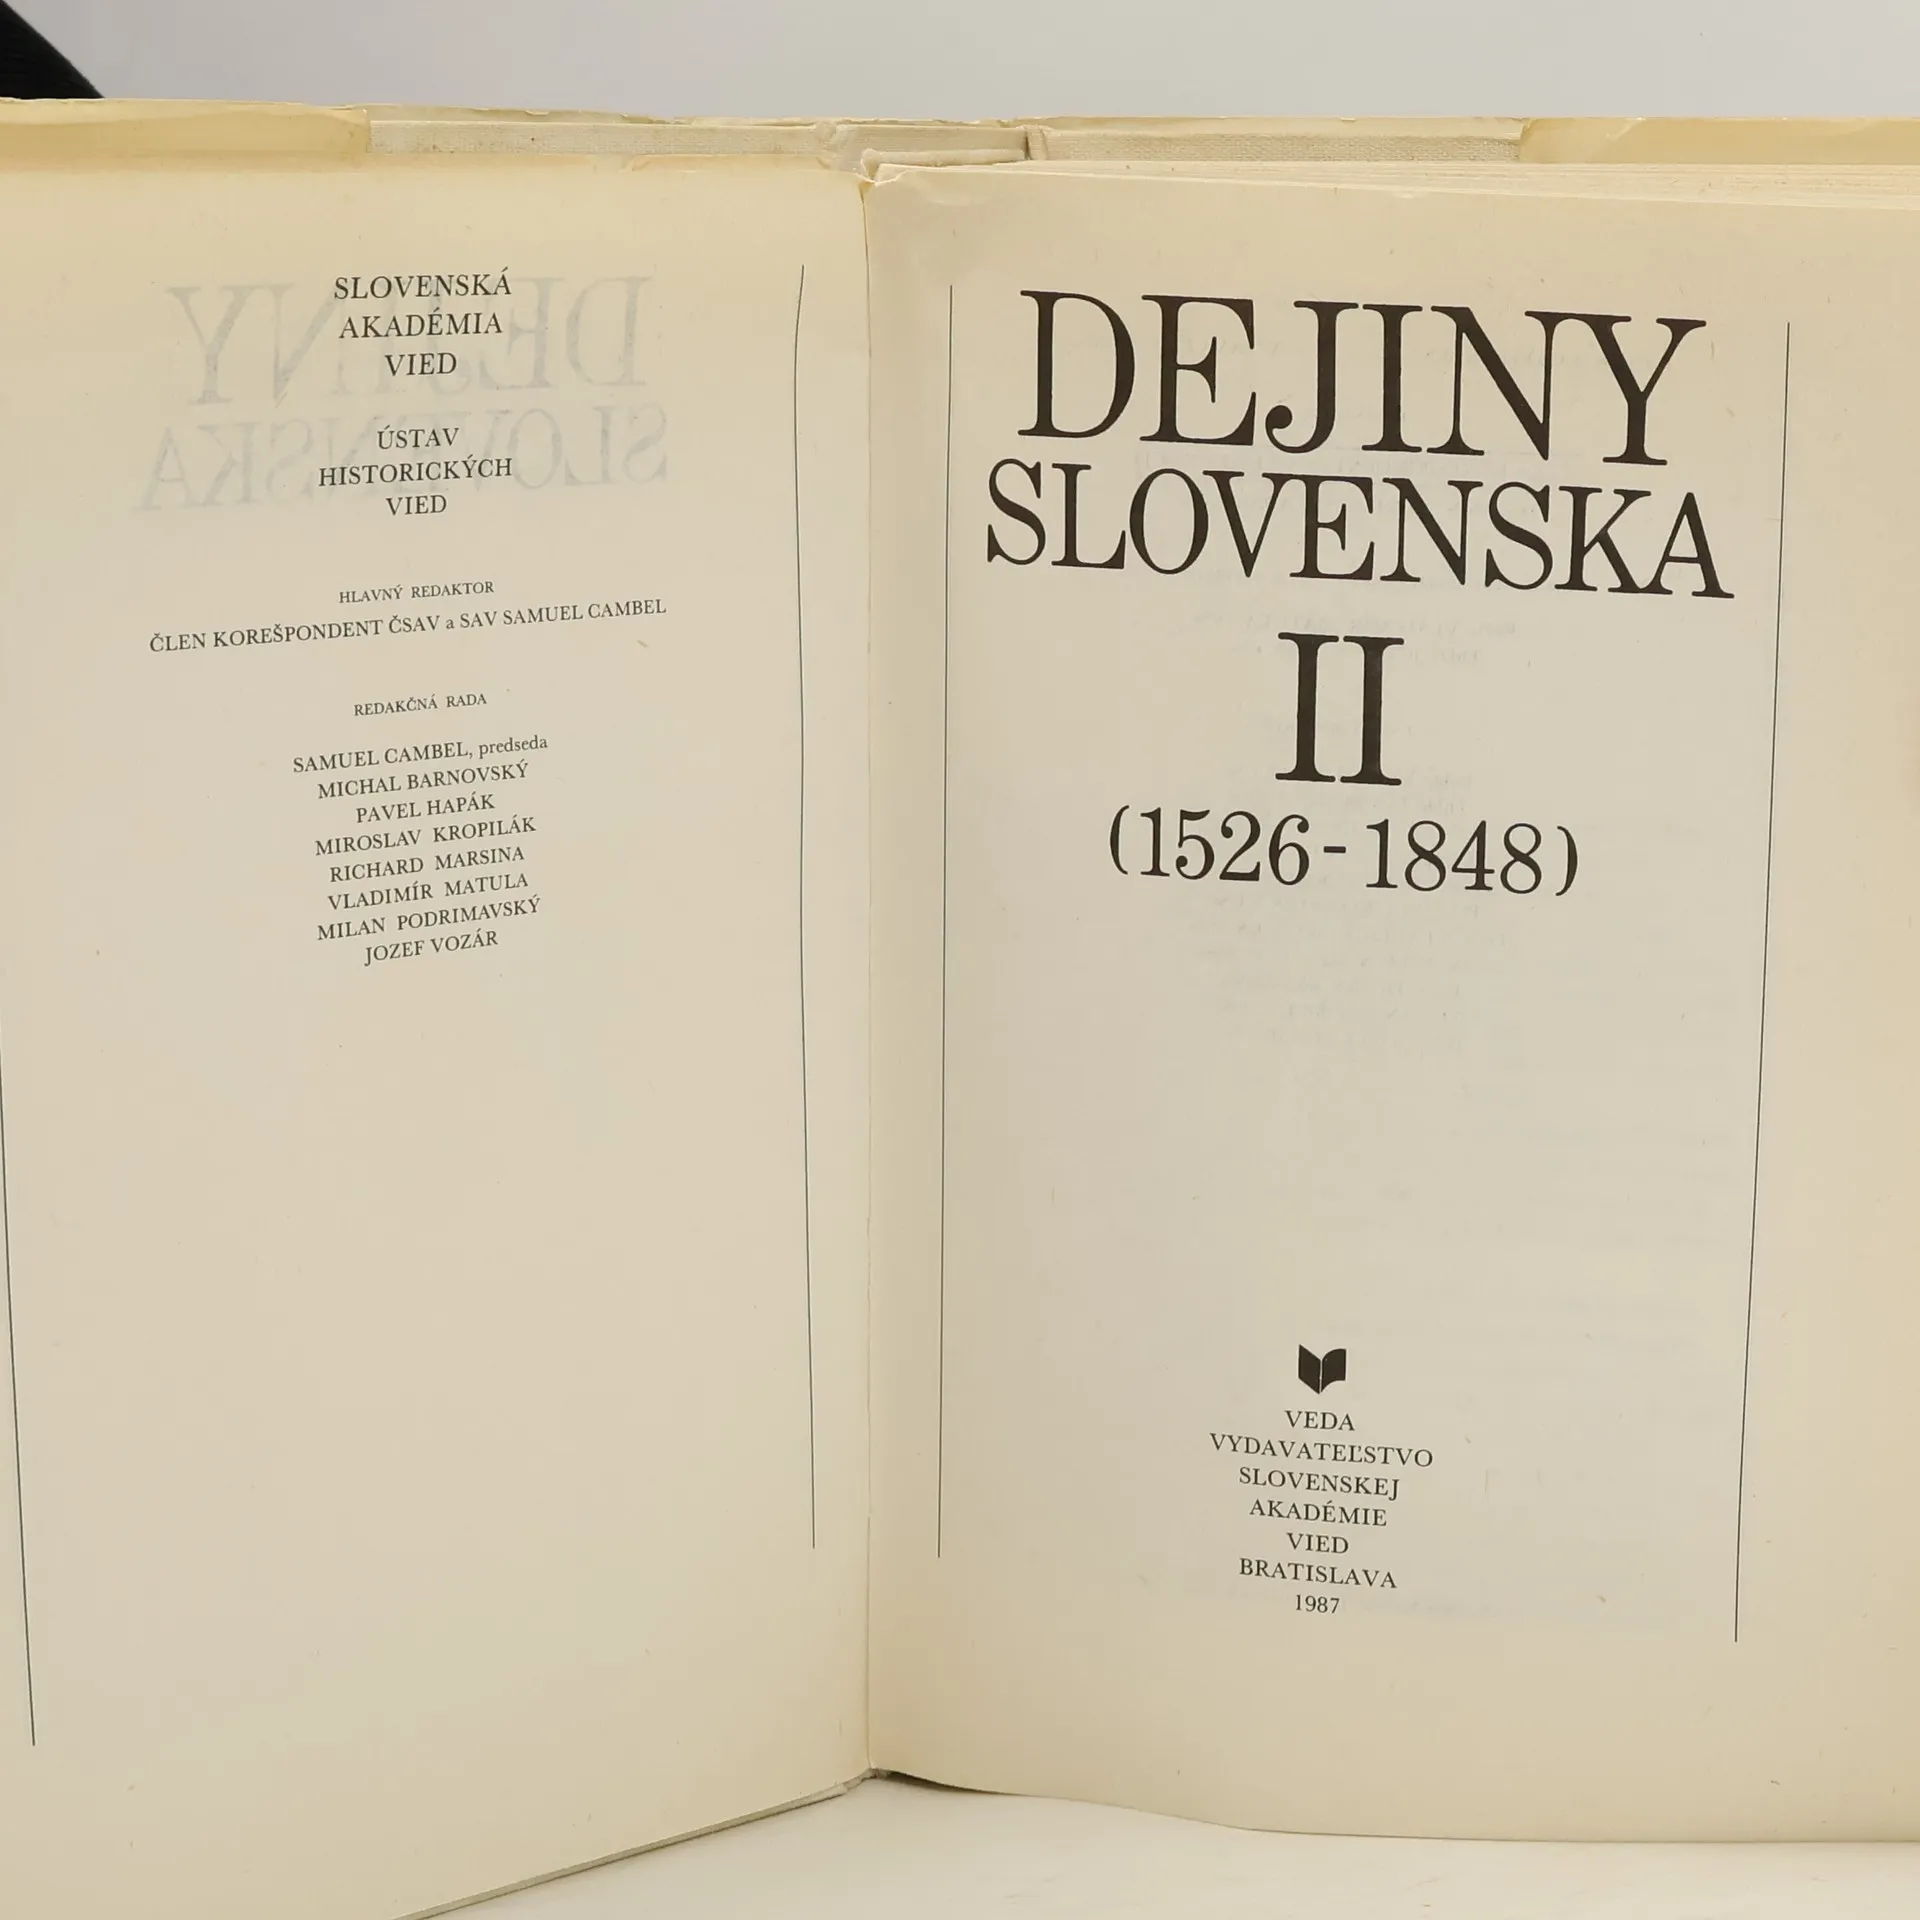 SLOVENSKÁ
AKADÉMIA
VIED
ÚSTAV
HISTORICKÝCH
VIED
HLAVNÝ REDAKTOR
ČLEN KOREŠPONDENT ČSAV a SAV SAMUEL CAMBEL
REDAKČNÁ RADA
SAMUEL CAMBEL, predseda
MICHAL BARNOVSKÝ
PAVEL HAPÁK
MIROSLAV KROPILÁK
RICHARD MARSINA
VLADIMÍR MATULA
MILAN PODRIMAVSKÝ
JOZEF VOZÁR
DEJINY
SLOVENSKA
II
(1526-1848)
VEDA
VYDAVATEĽSTVO
SLOVENSKEJ
AKADÉMIE
VIED
BRATISLAVA
1987